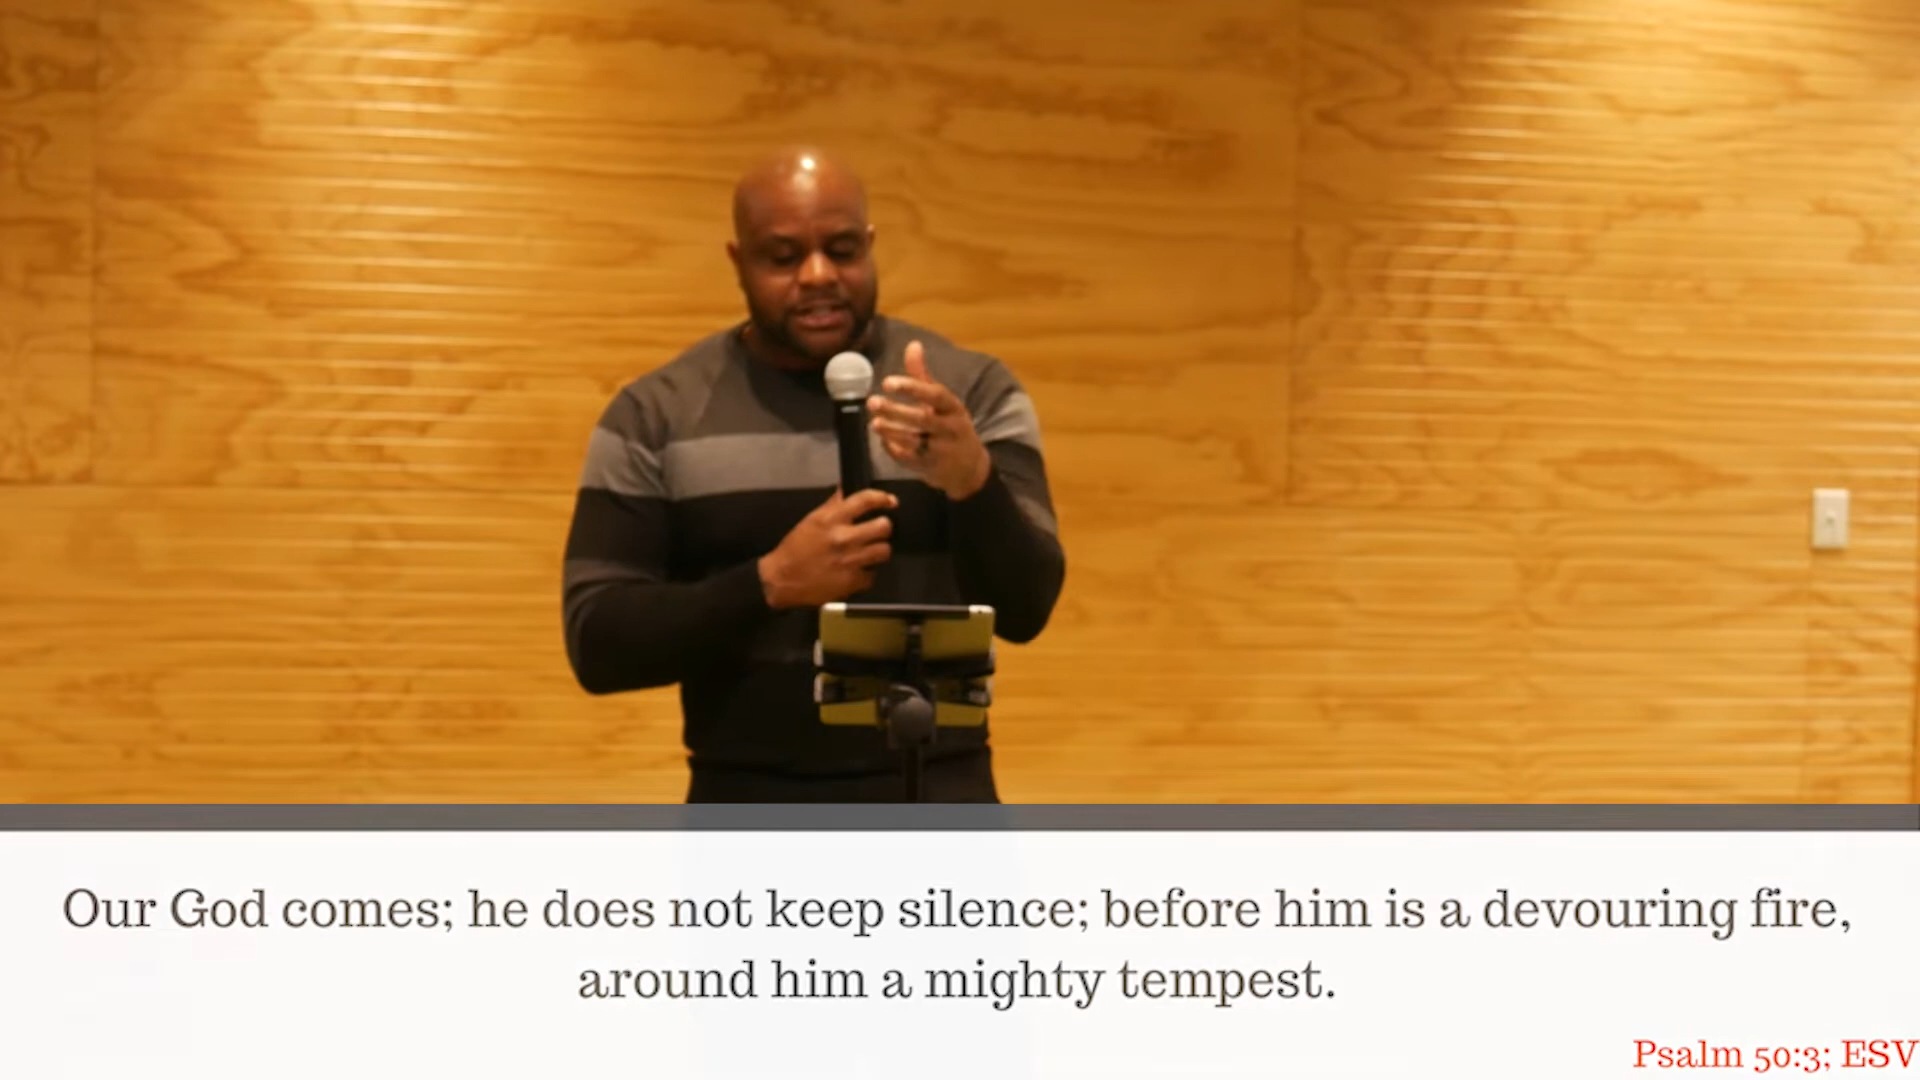 Our God comes; he does not keep silence; before him is a devouring fire,
around him a mighty tempest.
Psalm 50:3; ESV